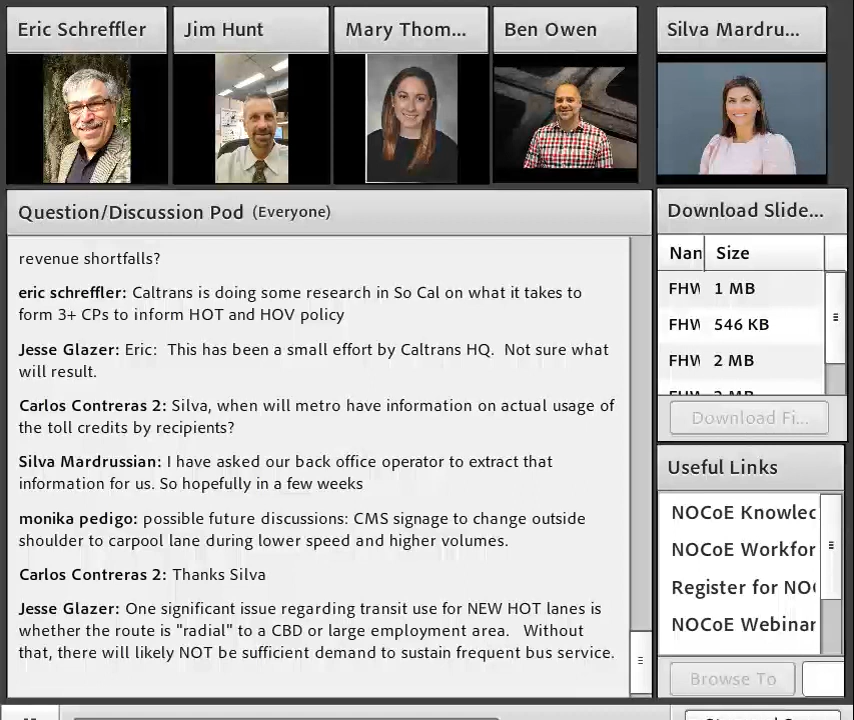 Eric Schreffler
Jim Hunt
Mary Thom...
Ben Owen
Silva Mardru...
Question/Discussion Pod (Everyone)
revenue shortfalls?
eric schreffler: Caltrans is doing some research in So Cal on what it takes to
form 3+ CPs to inform HOT and HOV policy
Jesse Glazer: Eric: This has been a small effort by Caltrans HQ. Not sure what
will result.
Carlos Contreras 2: Silva, when will metro have information on actual usage of
the toll credits by recipients?
Silva Mardrussian: I have asked our back office operator to extract that
information for us. So hopefully in a few weeks
monika pedigo: possible future discussions: CMS signage to change outside
shoulder to carpool lane during lower speed and higher volumes.
Carlos Contreras 2: Thanks Silva
Jesse Glazer: One significant issue regarding transit use for NEW HOT lanes is
whether the route is "radial" to a CBD or large employment area. Without
that, there will likely NOT be sufficient demand to sustain frequent bus service.
Download Slide...
Nan Size
FHW 1 MB
FHW 546 KB
FHW 2 MB
Download Fi...
Useful Links
NOCoE Knowlec
NOCoE Workfor
Register for NO
NOCoE Webinar
Browse To